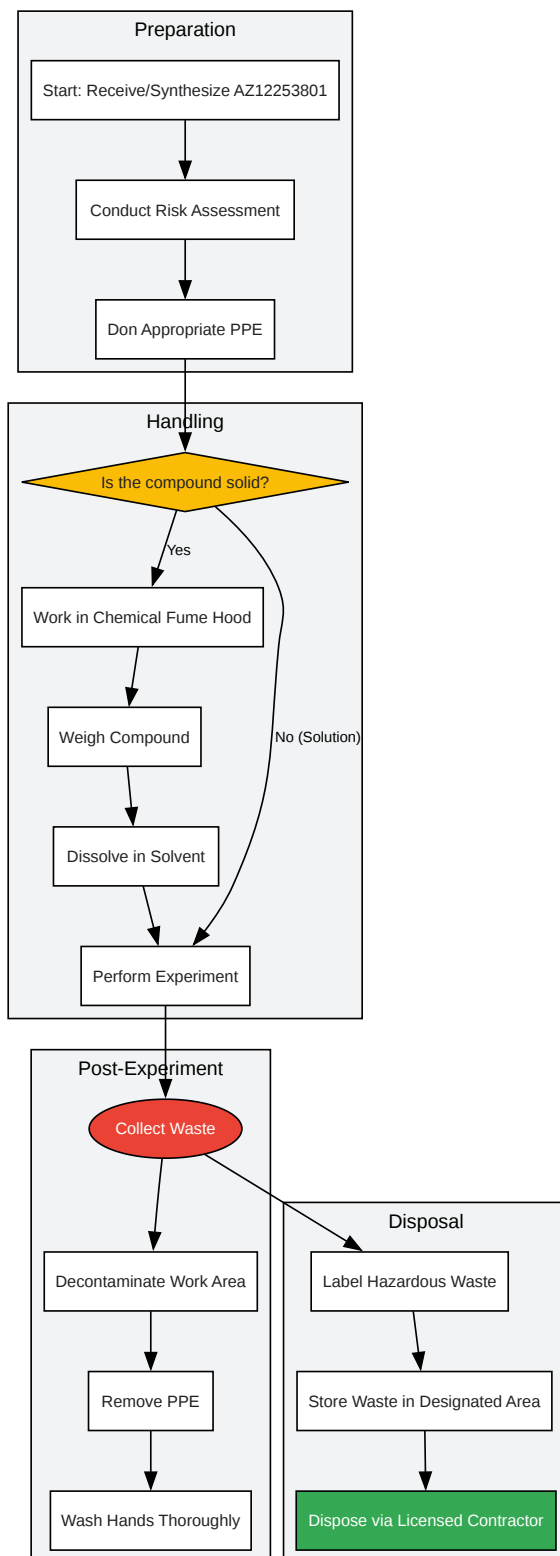 Preparation
Start: Receive/Synthesize AZ12253801
Conduct Risk Assessment
Don Appropriate PPE
Handling
Is the compound solid?
Yes
Work in Chemical Fume Hood
Weigh Compound
No (Solution)
Dissolve in Solvent
Perform Experiment
Post-Experiment
Collect Waste
Decontaminate Work Area
Remove PPE
Wash Hands Thoroughly
Disposal
Label Hazardous Waste
Store Waste in Designated Area
Dispose via Licensed Contractor